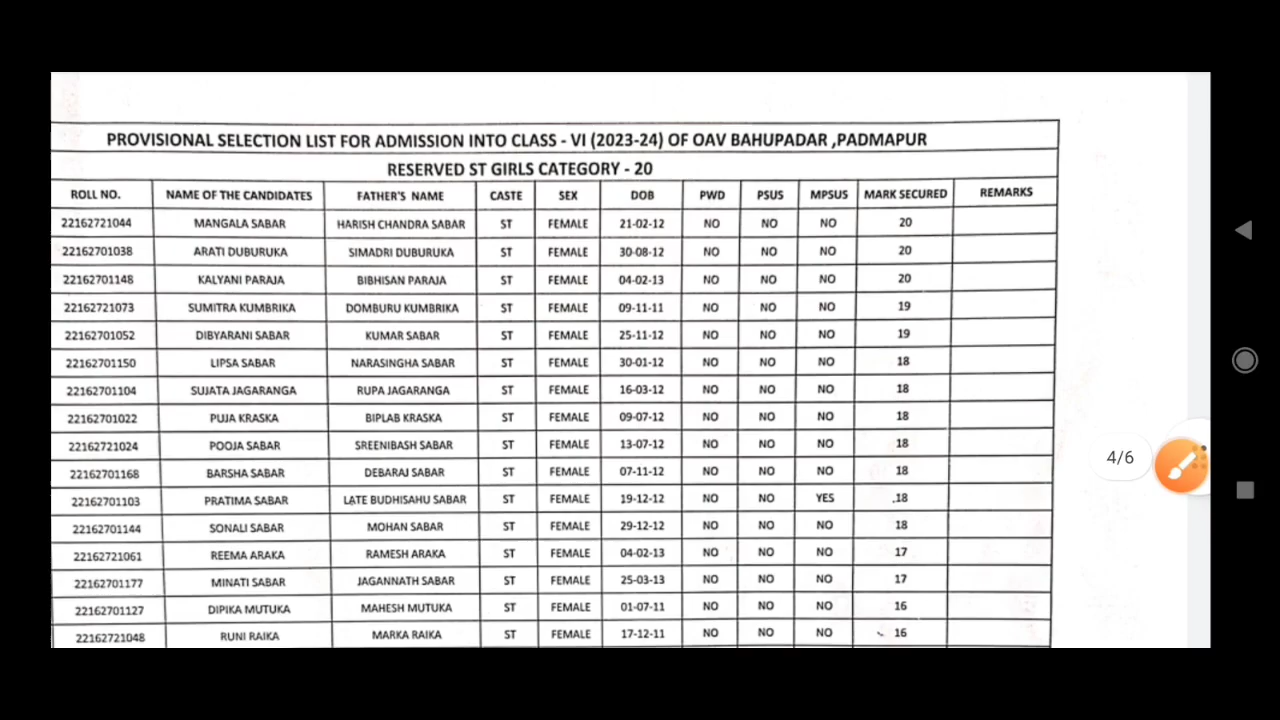 PROVISIONAL SELECTION LIST FOR ADMISSION INTO CLASS - VI (2023-24) OF OAV BAHUPADAR ,PADMAPUR
RESERVED ST GIRLS CATEGORY - 20
ROLL NO. NAME OF THE CANDIDATES FATHER'S NAME CASTE SEX DOB PWD PSUS MPSUS MARK SECURED REMARKS
22162721044 MANGALA SABAR HARISH CHANDRA SABAR ST FEMALE 21-02-12 NO NO NO 20
22162701038 ARATI DUBURUKA SIMADRI DUBURUKA ST FEMALE 30-08-12 NO NO NO 20
22162701148 KALYANI PARAJA BIBHISAN PARAJA ST FEMALE 04-02-13 NO NO NO 20
22162721073 SUMITRA KUMBRIKA DOMBURU KUMBRIKA ST FEMALE 09-11-11 NO NO NO 19
22162701052 DIBYARANI SABAR KUMAR SABAR ST FEMALE 25-11-12 NO NO NO 19
22162701150 LIPSA SABAR NARASINGHA SABAR ST FEMALE 30-01-12 NO NO NO 18
22162701104 SUJATA JAGARANGA RUPA JAGARANGA ST FEMALE 16-03-12 NO NO NO 18
22162701022 PUJA KRASKA BIPLAB KRASKA ST FEMALE 09-07-12 NO NO NO 18
22162721024 POOJA SABAR SREENIBASH SABAR ST FEMALE 13-07-12 NO NO NO 18
22162701168 BARSHA SABAR DEBARAJ SABAR ST FEMALE 07-11-12 NO NO NO 18
22162701103 PRATIMA SABAR LATE BUDHISAHU SABAR ST FEMALE 19-12-12 NO NO YES 18
22162701144 SONALI SABAR MOHAN SABAR ST FEMALE 29-12-12 NO NO NO 18
22162721061 REEMA ARAKA RAMESH ARAKA ST FEMALE 04-02-13 NO NO NO 17
22162701177 MINATI SABAR JAGANNATH SABAR ST FEMALE 25-03-13 NO NO NO 17
22162701127 DIPIKA MUTUKA MAHESH MUTUKA ST FEMALE 01-07-11 NO NO NO 16
22162721048 RUNI RAIKA MARKA RAIKA ST FEMALE 17-12-11 NO NO NO 16
4/6